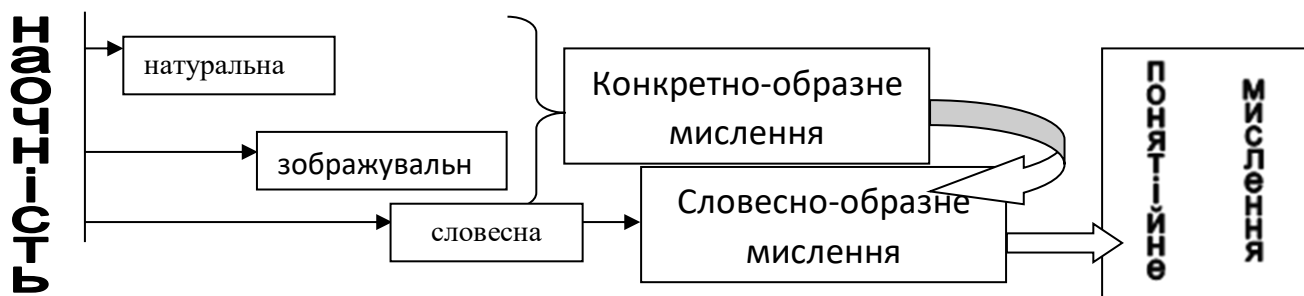 наочність
натуральна
зображувальн
словесна
Конкретно-образне
мислення
Словесно-образне
мислення
понятійне
мислення